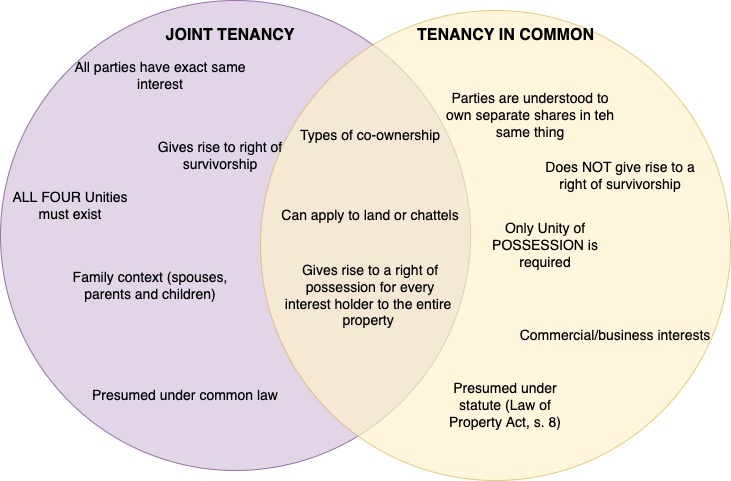 JOINT TENANCY
All parties have exact same
interest
Gives rise to right of
survivorship
ALL FOUR Unities
must exist
Family context (spouses,
parents and children)
Presumed under common law
Types of co-ownership
Can apply to land or chattels
Gives rise to a right of
possession for every
interest holder to the entire
property
TENANCY IN COMMON
Parties are understood to
own separate shares in teh
same thing
Does NOT give rise to a
right of survivorship
Only Unity of
POSSESSION is
required
Commercial/business interests
Presumed under
statute (Law of
Property Act, s. 8)